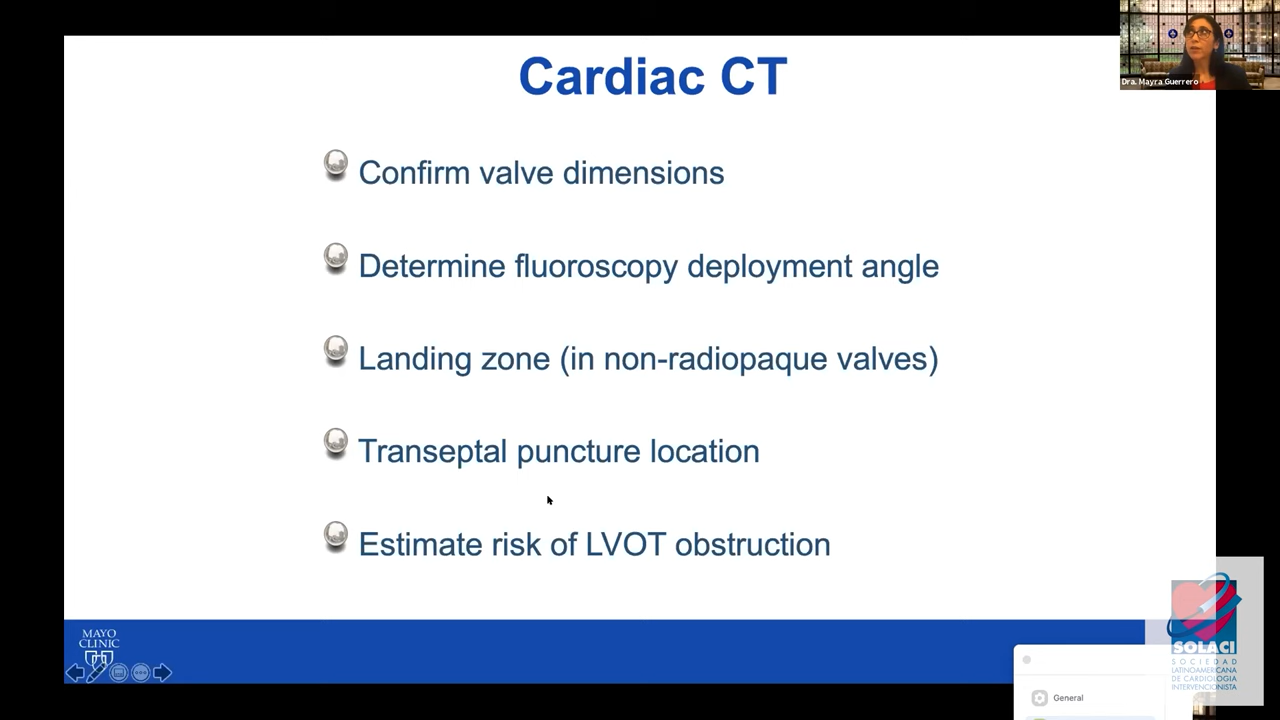 Cardiac CT
Dra. Mayra Guerrero
Confirm valve dimensions
Determine fluoroscopy deployment angle
Landing zone (in non-radiopaque valves)
Transeptal puncture location
Estimate risk of LVOT obstruction
MAYO
CLINIC
SOLACI
SOCIEDAD
LATINOAMERICANA
DE CARDIOLOGIA
INTERVENCIONISTA
General